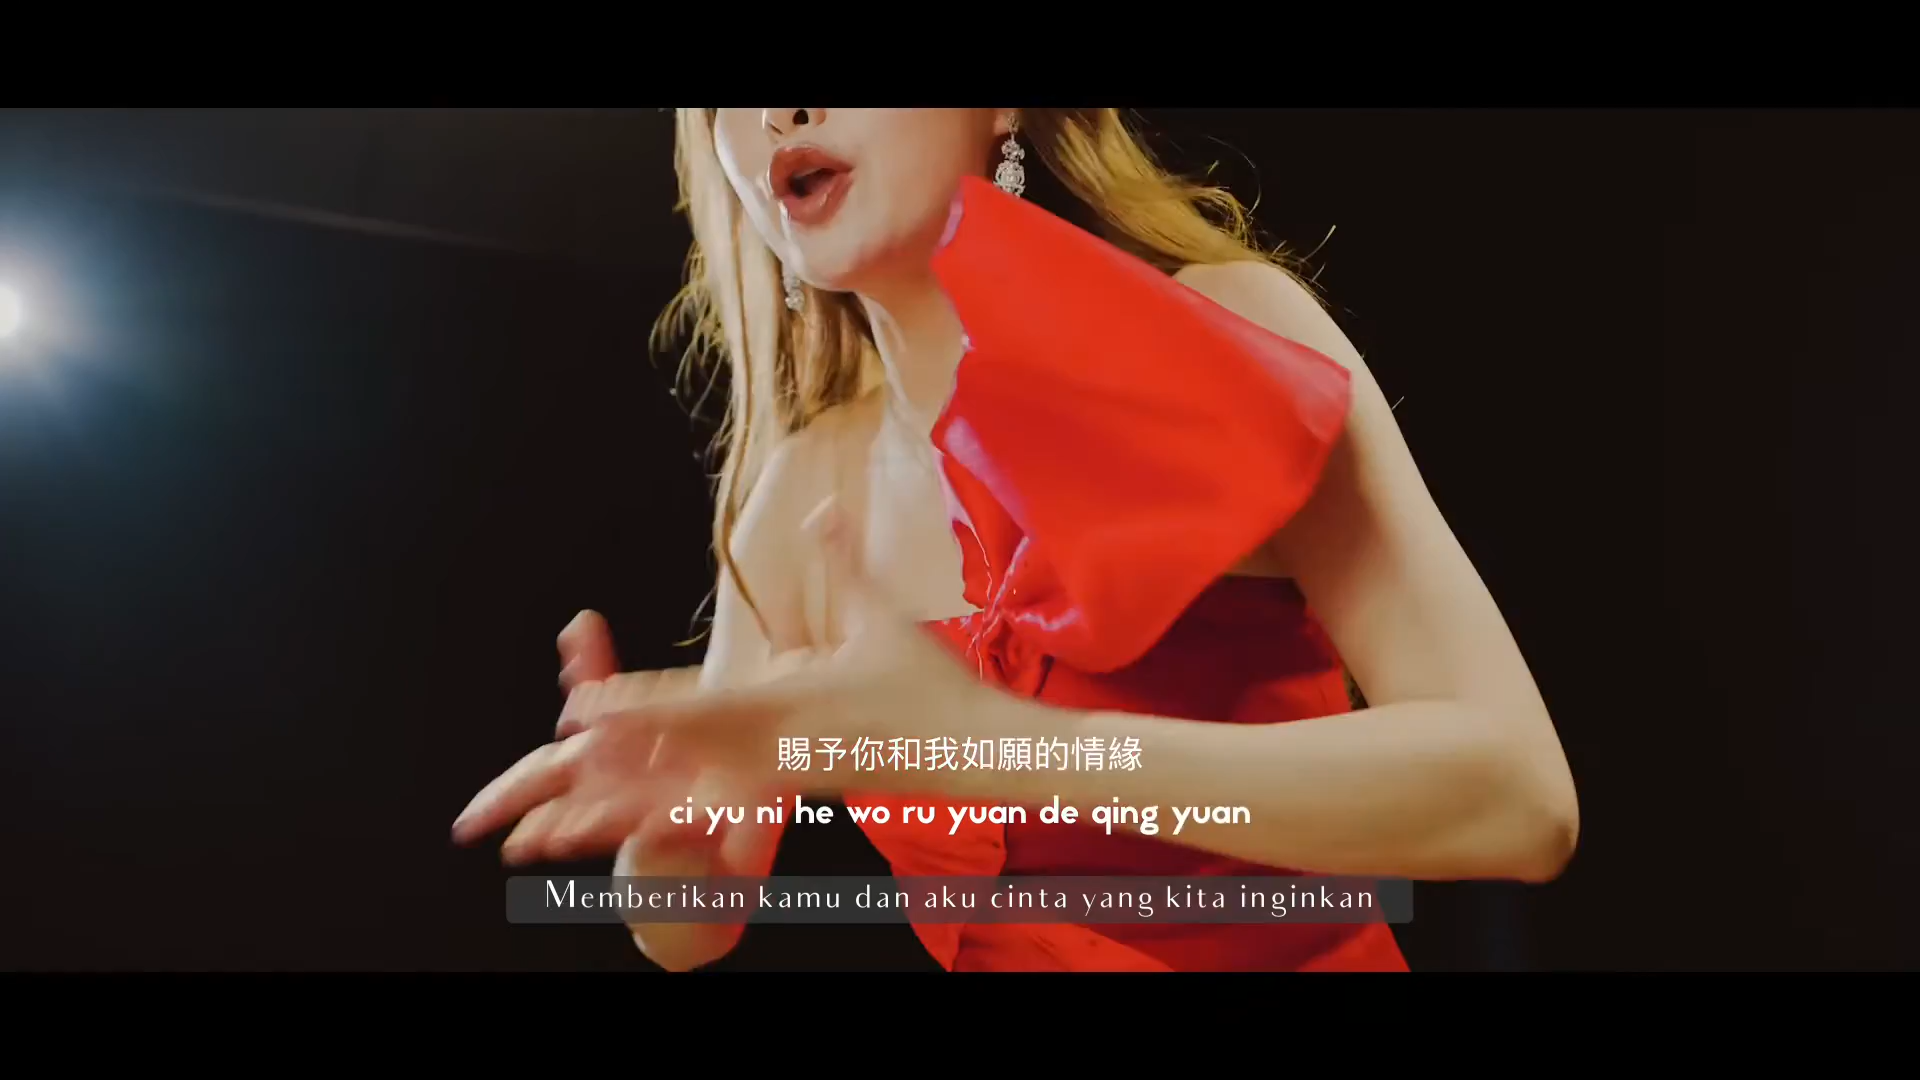 賜予你和我如願的情緣
ci yu ni he wo ru yuan de qing yuan
Memberikan kamu dan aku cinta yang kita inginkan